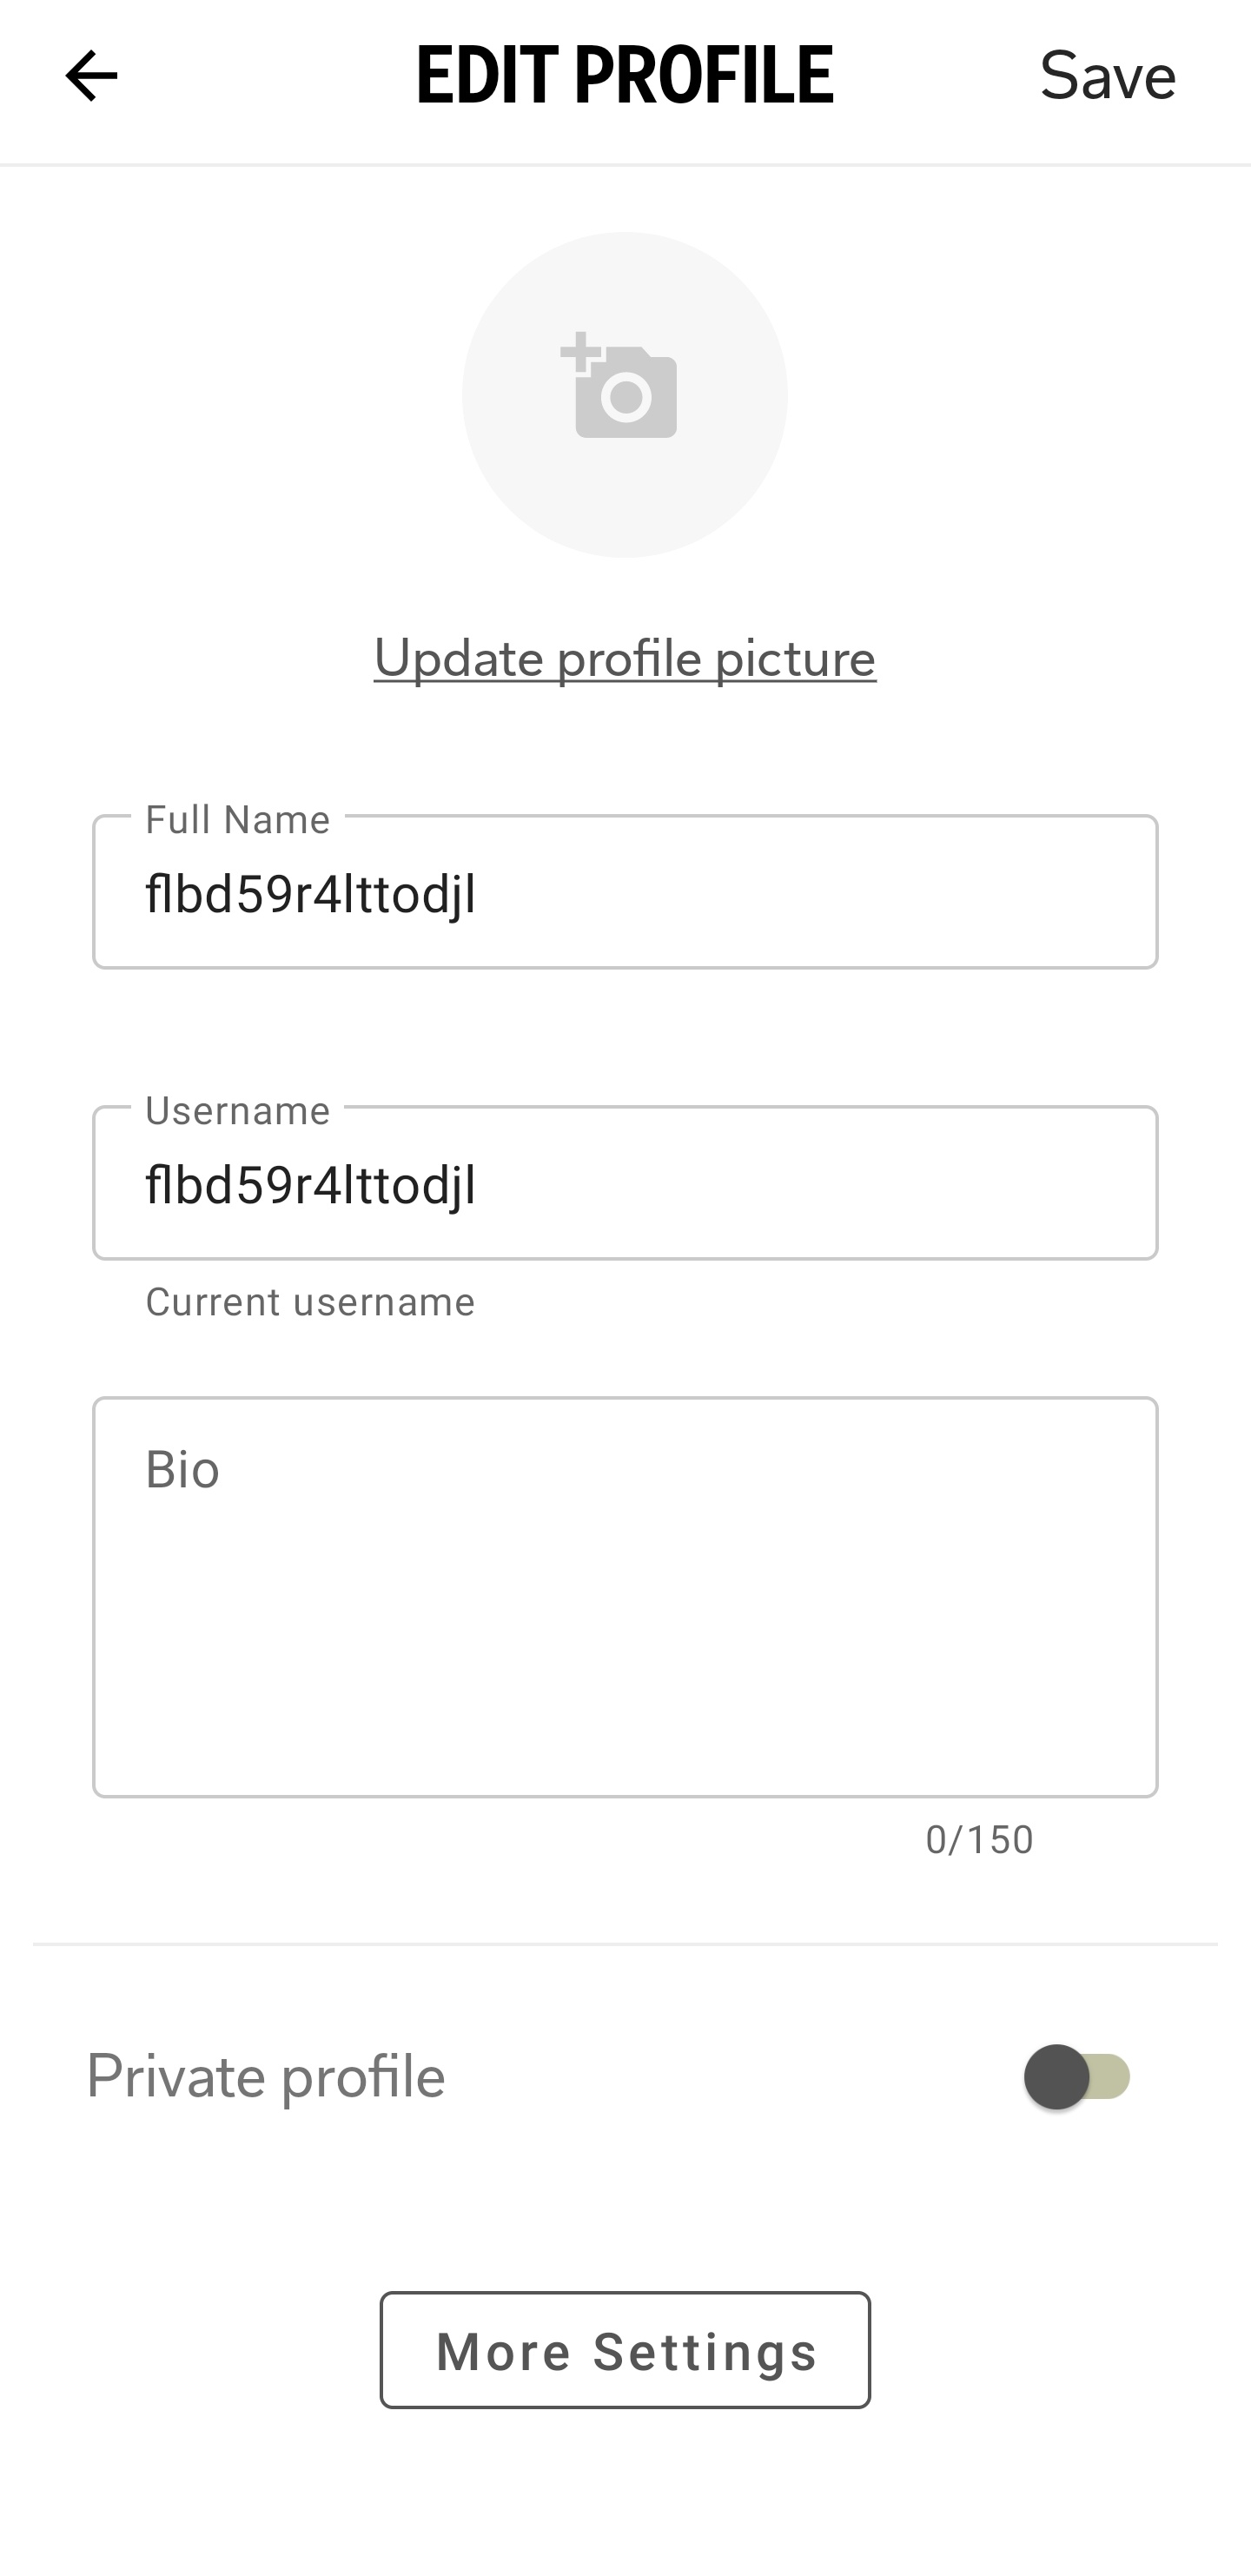 EDIT PROFILE
Save
Update profile picture
Full Name
flbd59r4lttodjl
Username
flbd59r4lttodjl
Current username
Bio
0/150
Private profile
More Settings